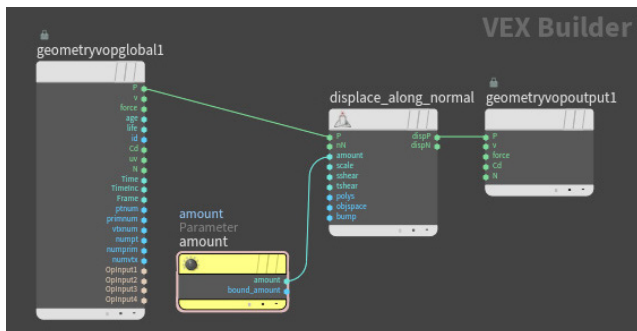 VEX Builder
geometryvopglobal1
P
v
force
age
life
id
Cd
uv
N
Time
TimeInc
Frame
ptnum
primnum
vtxnum
numpt
numprim
numvtx
OpInput1
OpInput2
OpInput3
OpInput4
amount
Parameter
amount
amount
bound_amount
displace_along_normal
P
nN
amount
scale
sshear
tshear
polys
objspace
bump
dispP
dispN
geometryvopoutput1
P
v
force
Cd
N